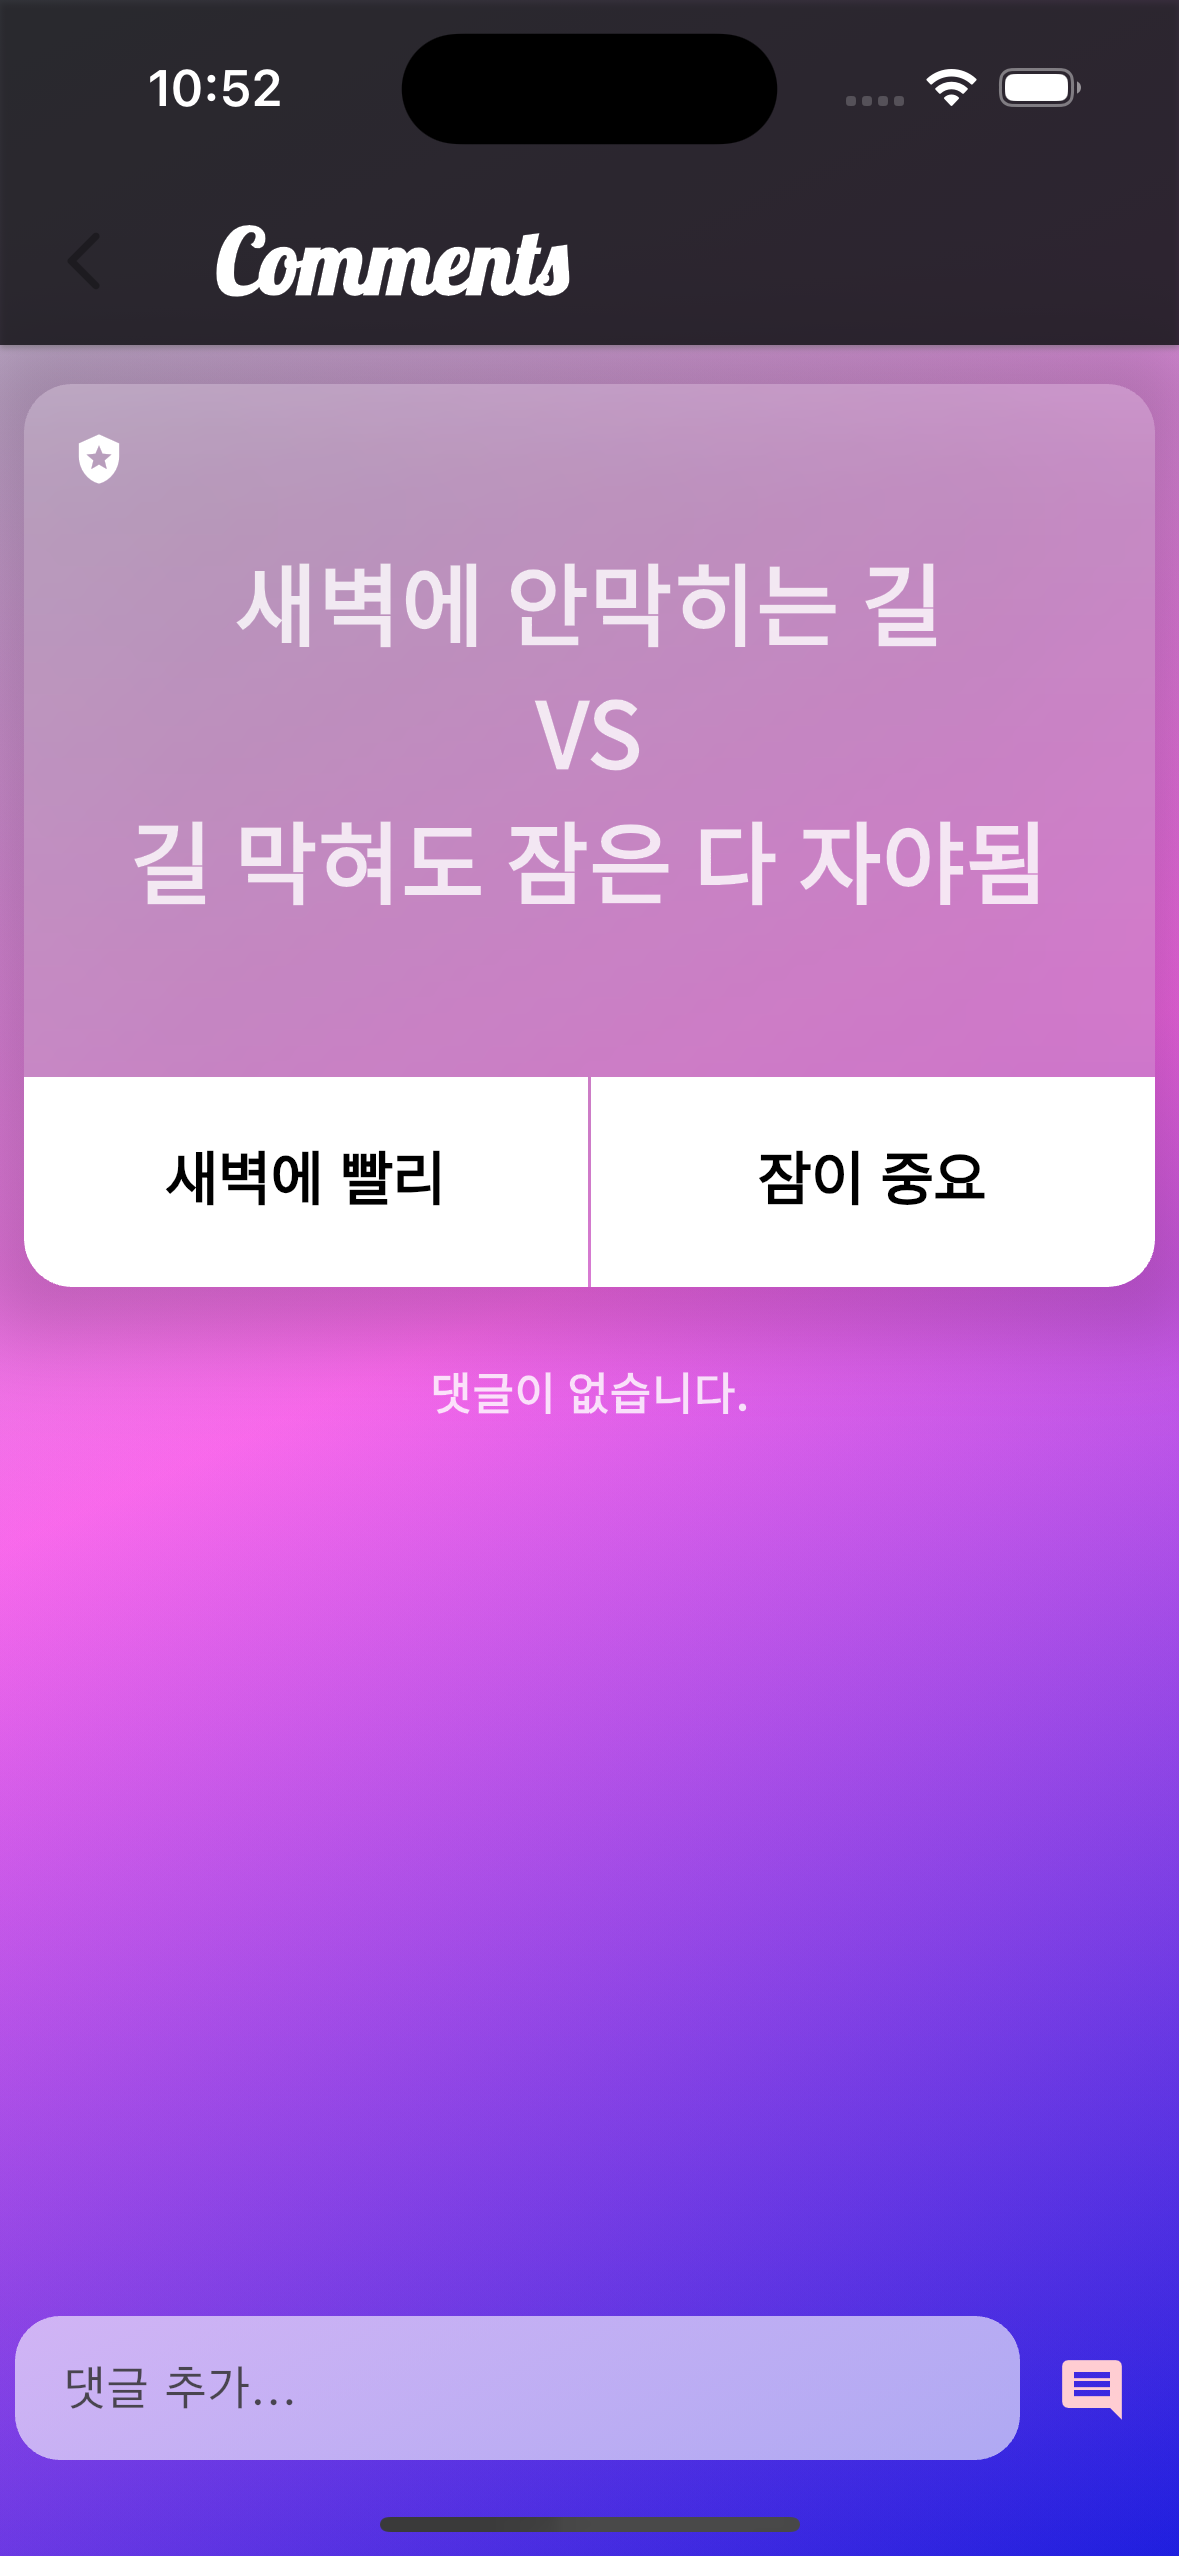 10:52
Comments
새벽에 안막히는 길
VS
길 막혀도 잠은 다 자야됨
새벽에 빨리
잠이 중요
댓글이 없습니다.
댓글 추가...